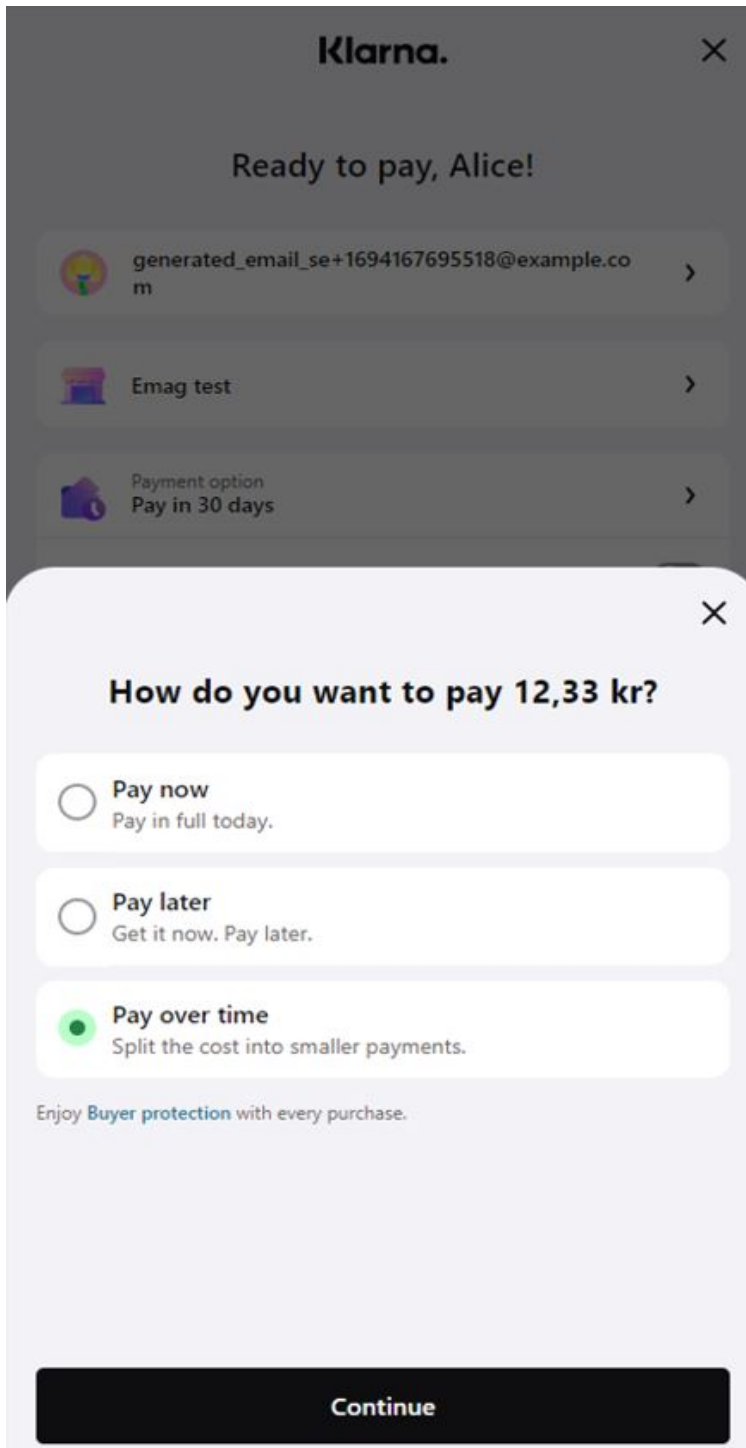 Klarna.
Ready to pay, Alice!
generated_email_se+1694167695518@example.co
m
Emag test
Payment option
Pay in 30 days
How do you want to pay 12,33 kr?
Pay now
Pay in full today.
Pay later
Get it now. Pay later.
Pay over time
Split the cost into smaller payments.
Enjoy Buyer protection with every purchase.
Continue